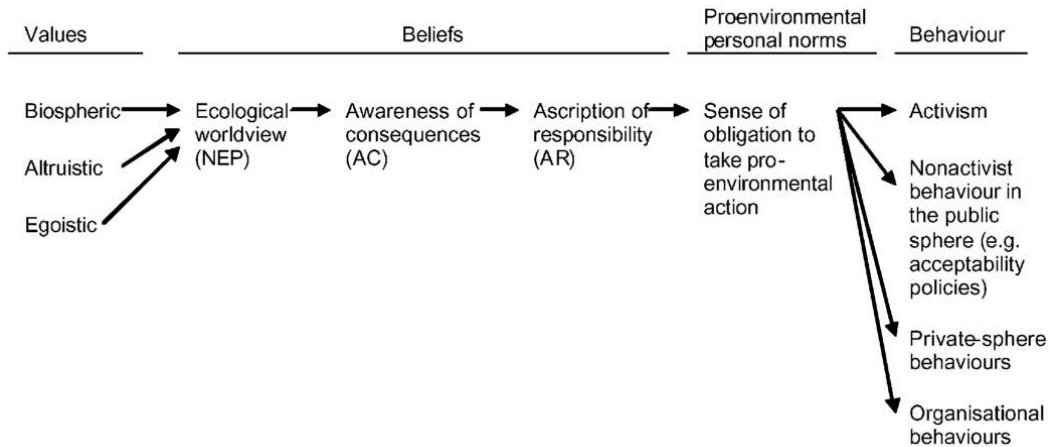 Values
Beliefs
Proenvironmental
personal norms
Behaviour
Biospheric
Altruistic
Egoistic
Ecological
worldview
(NEP)
Awareness of
consequences
(AC)
Ascription of
responsibility
(AR)
Sense of
obligation to
take pro-
environmental
action
Activism
Nonactivist
behaviour in
the public
sphere (e.g.
acceptability
policies)
Private-sphere
behaviours
Organisational
behaviours